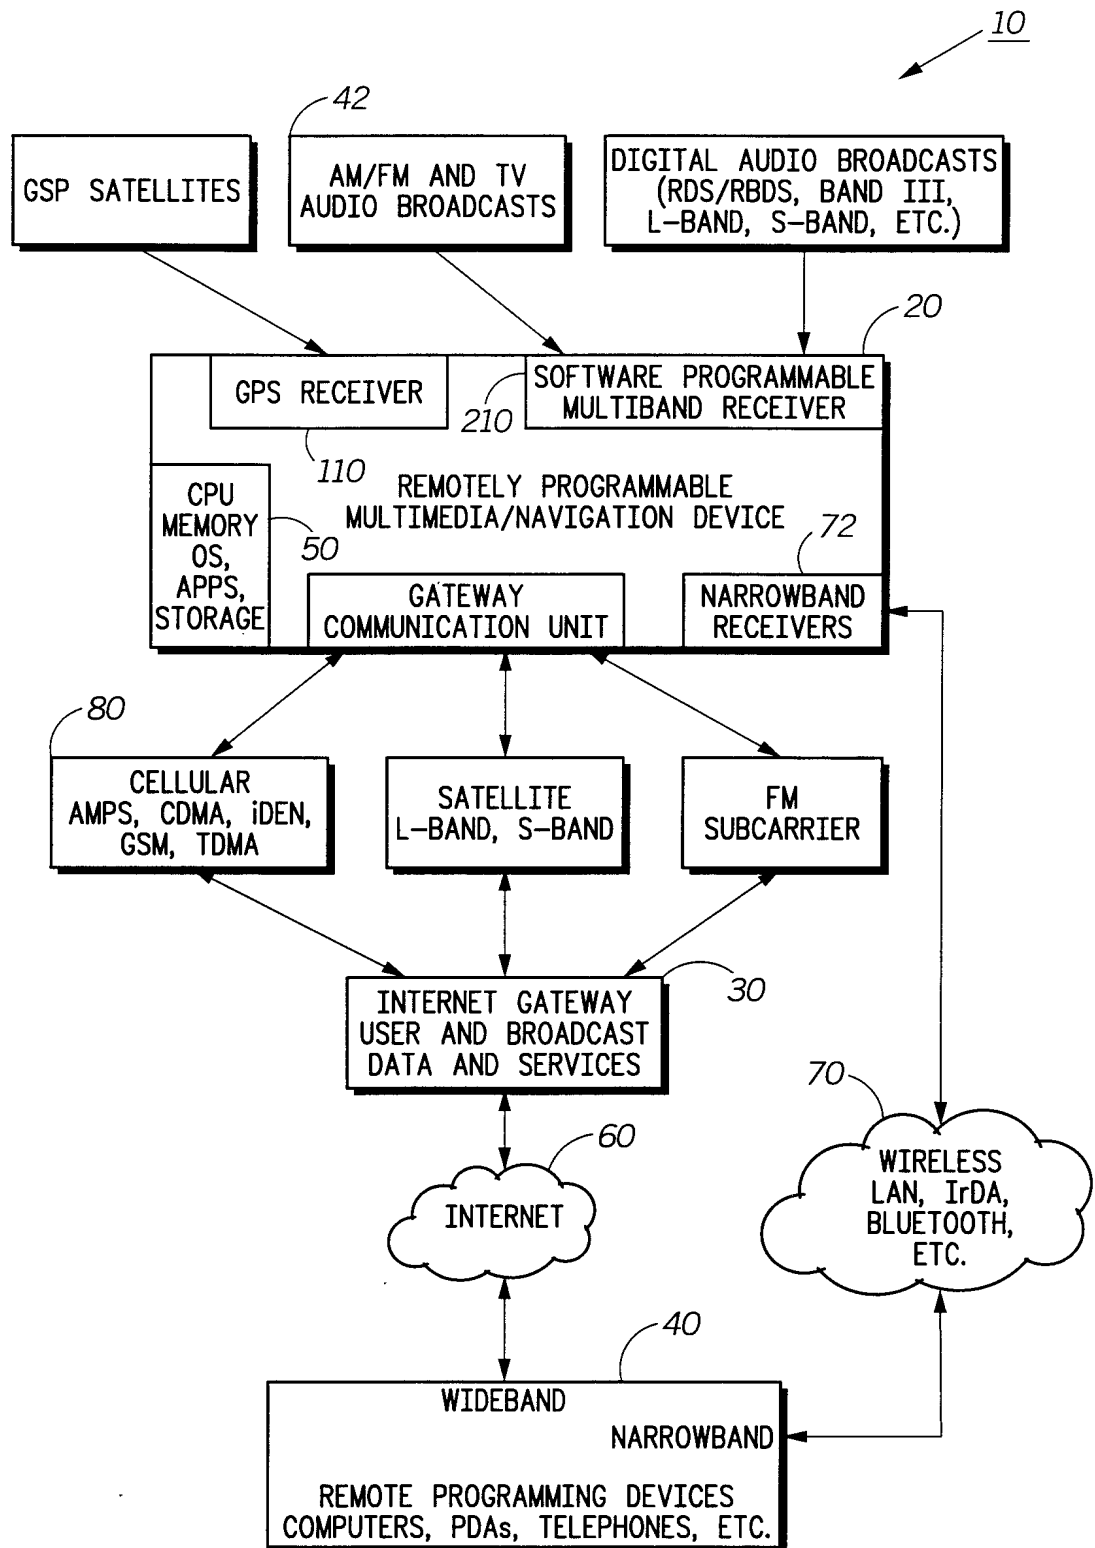 10
42
GSP SATELLITES
AM/FM AND TV
AUDIO BROADCASTS
DIGITAL AUDIO BROADCASTS
(RDS/RBDS, BAND III,
L-BAND, S-BAND, ETC.)
20
GPS RECEIVER
110
210
SOFTWARE PROGRAMMABLE
MULTIBAND RECEIVER
CPU
MEMORY
OS,
APPS,
STORAGE
50
REMOTELY PROGRAMMABLE
MULTIMEDIA/NAVIGATION DEVICE
72
GATEWAY
COMMUNICATION UNIT
NARROWBAND
RECEIVERS
80
CELLULAR
AMPS, CDMA, iDEN,
GSM, TDMA
SATELLITE
L-BAND, S-BAND
FM
SUBCARRIER
30
INTERNET GATEWAY
USER AND BROADCAST
DATA AND SERVICES
70
WIRELESS
LAN, IrDA,
BLUETOOTH,
ETC.
60
INTERNET
40
WIDEBAND
NARROWBAND
REMOTE PROGRAMMING DEVICES
COMPUTERS, PDAs, TELEPHONES, ETC.